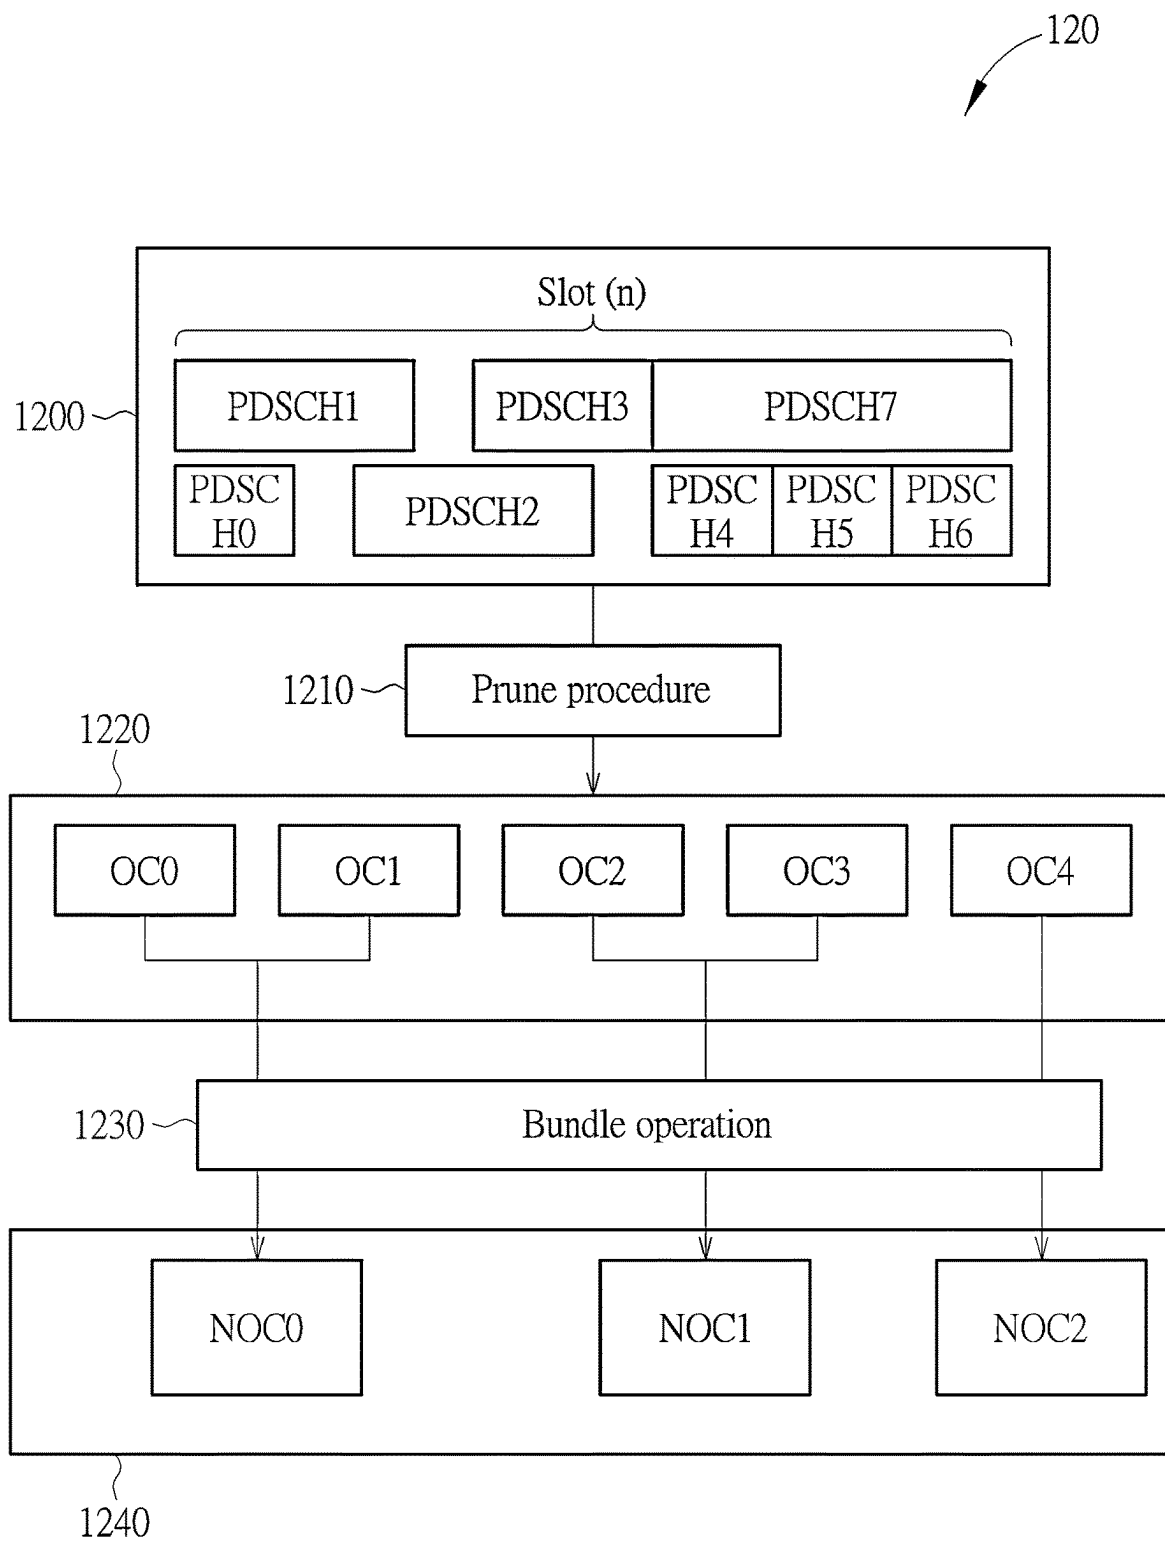 120
Slot (n)
1200
PDSCH1
PDSCH3
PDSCH7
PDSC
H0
PDSCH2
PDSC
H4
PDSC
H5
PDSC
H6
1210
Prune procedure
1220
OC0
OC1
OC2
OC3
OC4
1230
Bundle operation
NOC0
NOC1
NOC2
1240